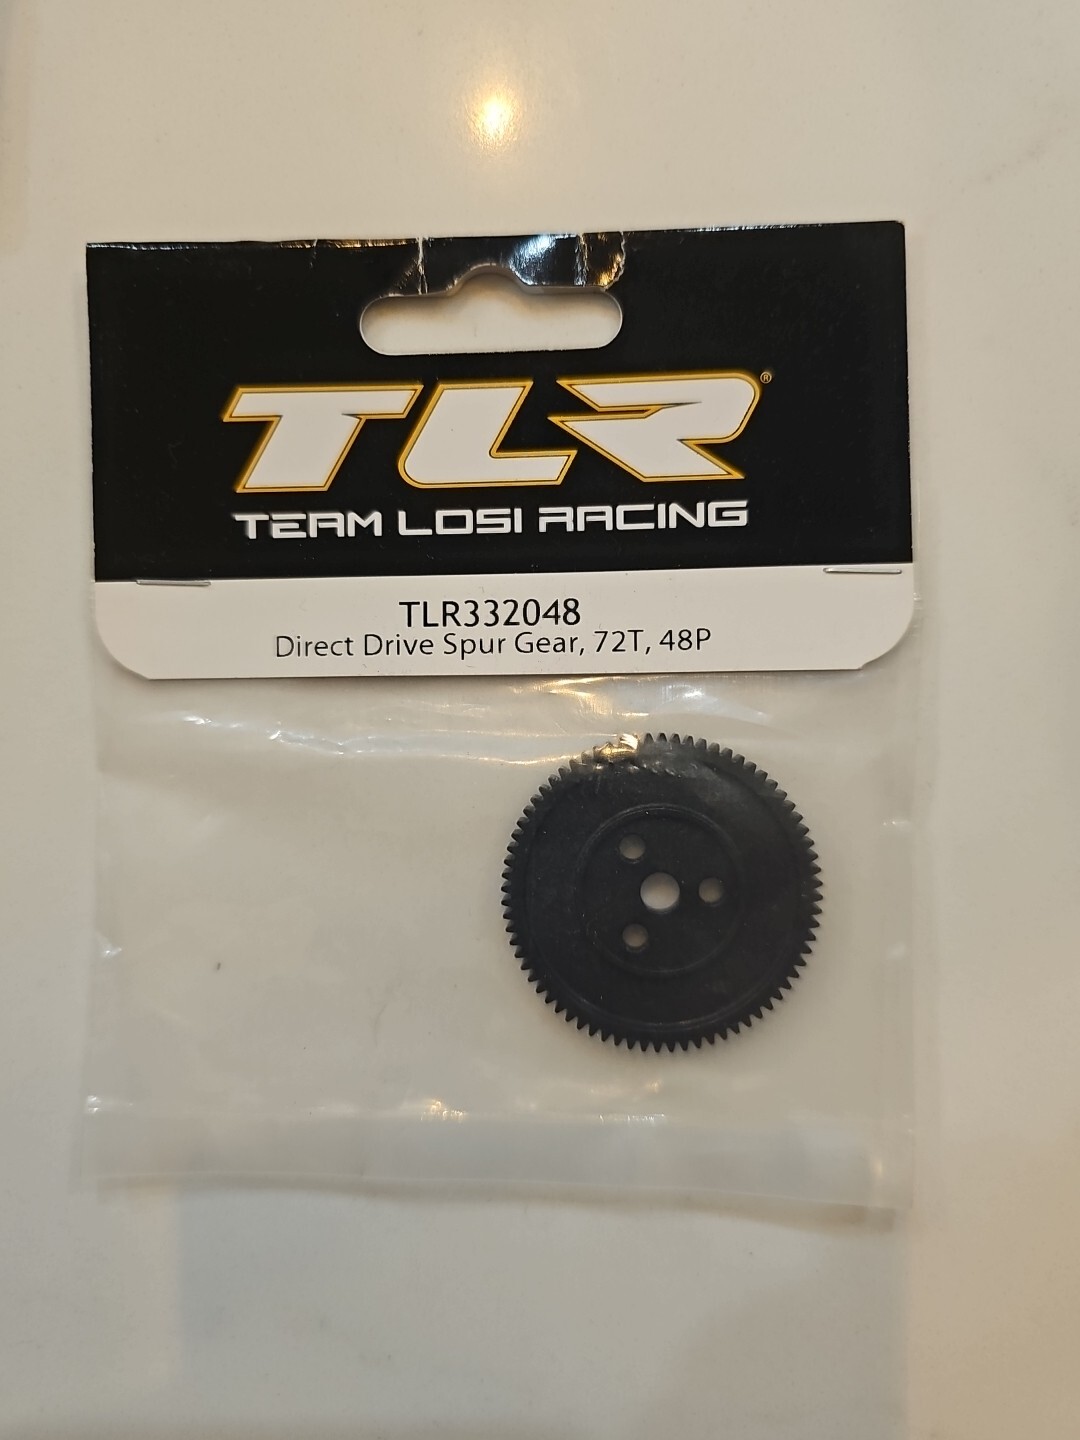 TLR®
TEAM LOSI RACING
TLR332048
Direct Drive Spur Gear, 72T, 48P